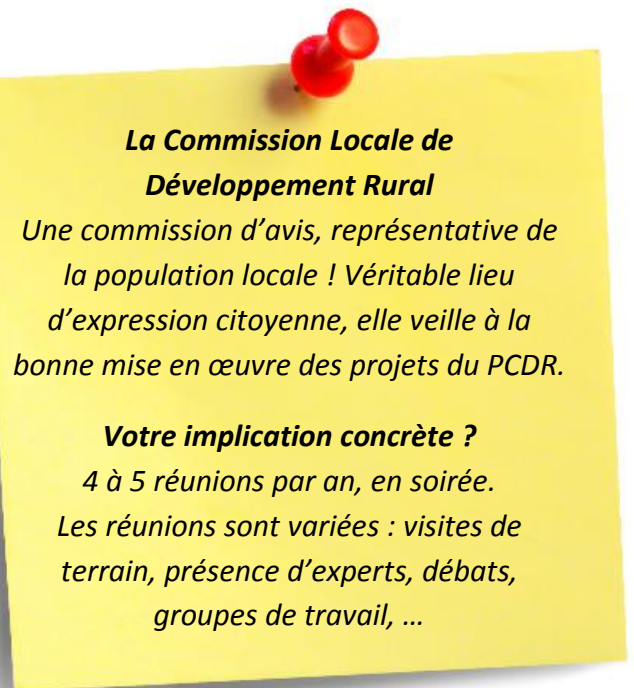 La Commission Locale de
Développement Rural
Une commission d’avis, représentative de
la population locale ! Véritable lieu
d’expression citoyenne, elle veille à la
bonne mise en œuvre des projets du PCDR.
Votre implication concrète ?
4 à 5 réunions par an, en soirée.
Les réunions sont variées : visites de
terrain, présence d’experts, débats,
groupes de travail, …